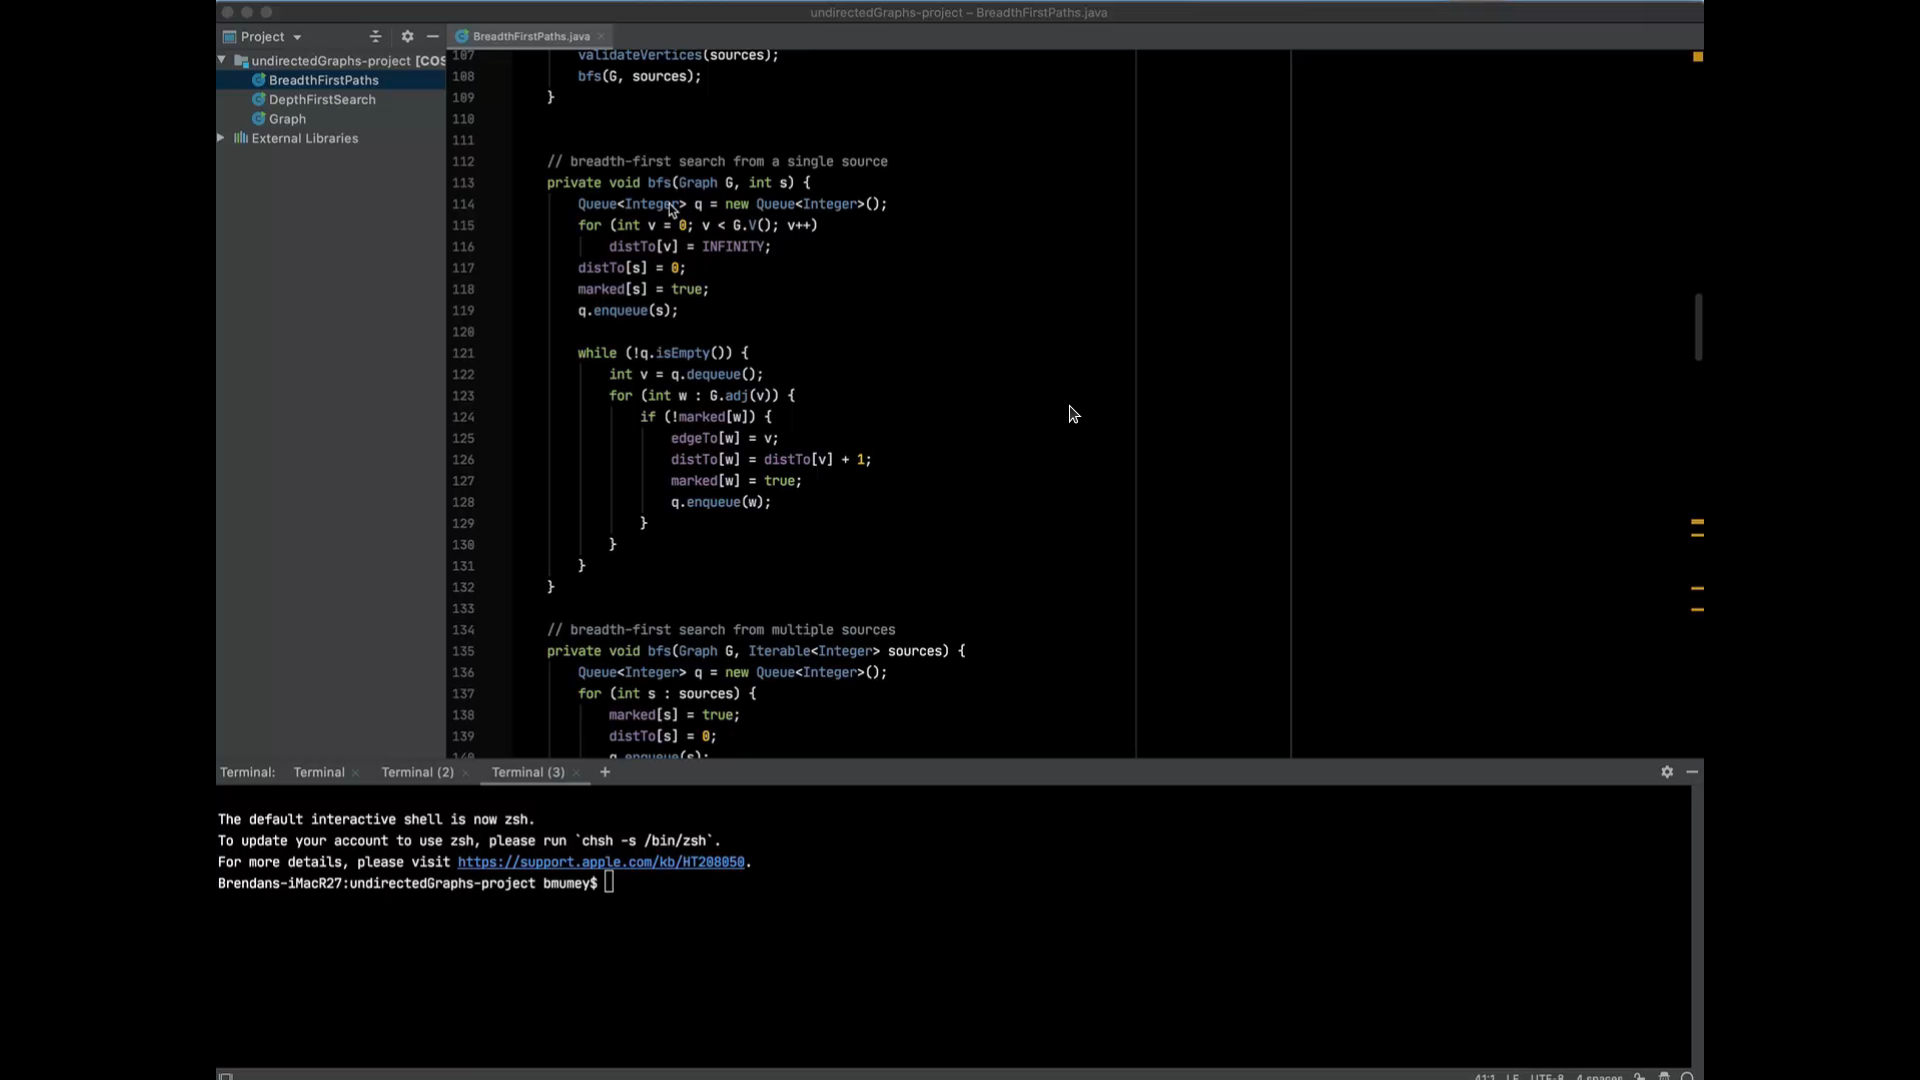 undirectedGraphs-project – BreadthFirstPaths.java
Project
BreadthFirstPaths.java
undirectedGraphs-project [COS
BreadthFirstPaths
DepthFirstSearch
Graph
External Libraries
107 validateVertices(sources);
108 bfs(G, sources);
109 }
110
111
112 // breadth-first search from a single source
113 private void bfs(Graph G, int s) {
114 Queue<Integer> q = new Queue<Integer>();
115 for (int v = 0; v < G.V(); v++)
116 distTo[v] = INFINITY;
117 distTo[s] = 0;
118 marked[s] = true;
119 q.enqueue(s);
120
121 while (!q.isEmpty()) {
122 int v = q.dequeue();
123 for (int w : G.adj(v)) {
124 if (!marked[w]) {
125 edgeTo[w] = v;
126 distTo[w] = distTo[v] + 1;
127 marked[w] = true;
128 q.enqueue(w);
129 }
130 }
131 }
132 }
133
134 // breadth-first search from multiple sources
135 private void bfs(Graph G, Iterable<Integer> sources) {
136 Queue<Integer> q = new Queue<Integer>();
137 for (int s : sources) {
138 marked[s] = true;
139 distTo[s] = 0;
140 q.enqueue(s);
Terminal: Terminal Terminal (2) Terminal (3) +
The default interactive shell is now zsh.
To update your account to use zsh, please run `chsh -s /bin/zsh`.
For more details, please visit https://support.apple.com/kb/HT208050.
Brendans-iMacR27:undirectedGraphs-project bmumey$
41:1 LF UTF-8 4 spaces